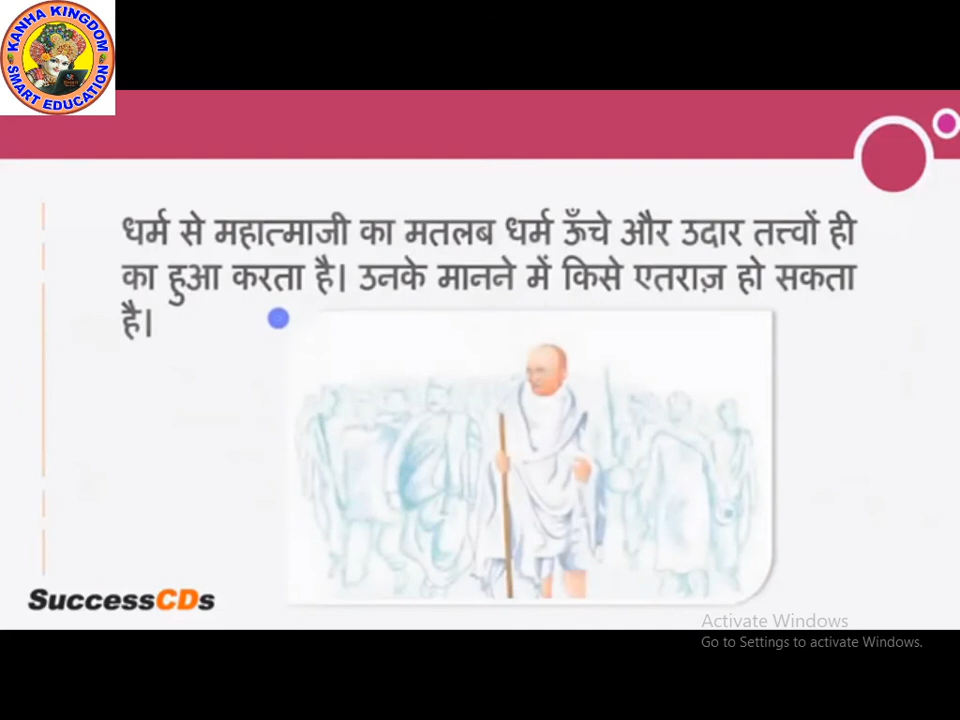 KANHA KINGDOM
SMART EDUCATION
धर्म से महात्माजी का मतलब धर्म ऊँचे और उदार तत्त्वों ही
का हुआ करता है। उनके मानने में किसे एतराज़ हो सकता
है।
SuccessCDs
Activate Windows
Go to Settings to activate Windows.